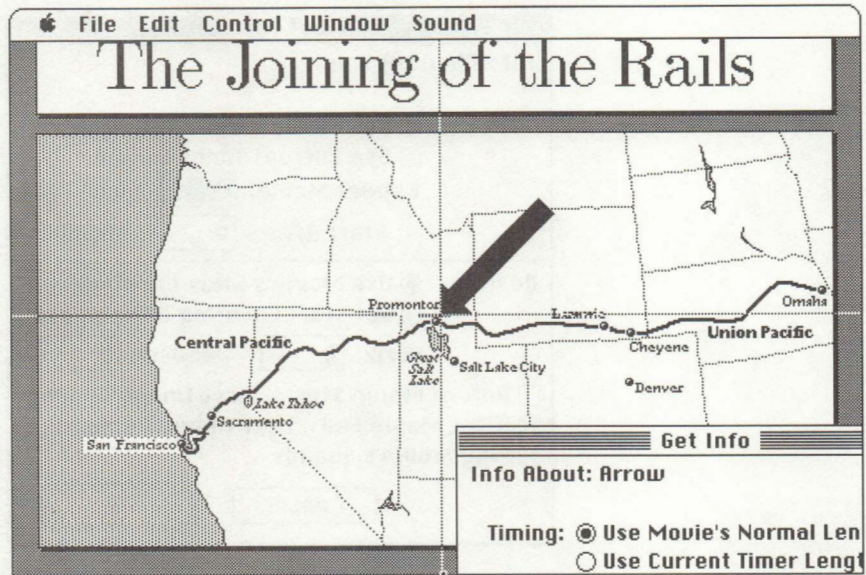 File Edit Control Window Sound
The Joining of the Rails
Promontor
Omaha
Laramie
Central Pacific
Union Pacific
Cheyene
Great
Salt
Lake
Salt Lake City
Denver
Lake Tahoe
Sacramento
San Francisco
Get Info
Info About: Arrow
Timing: Use Movie's Normal Len
Use Current Timer Lengt